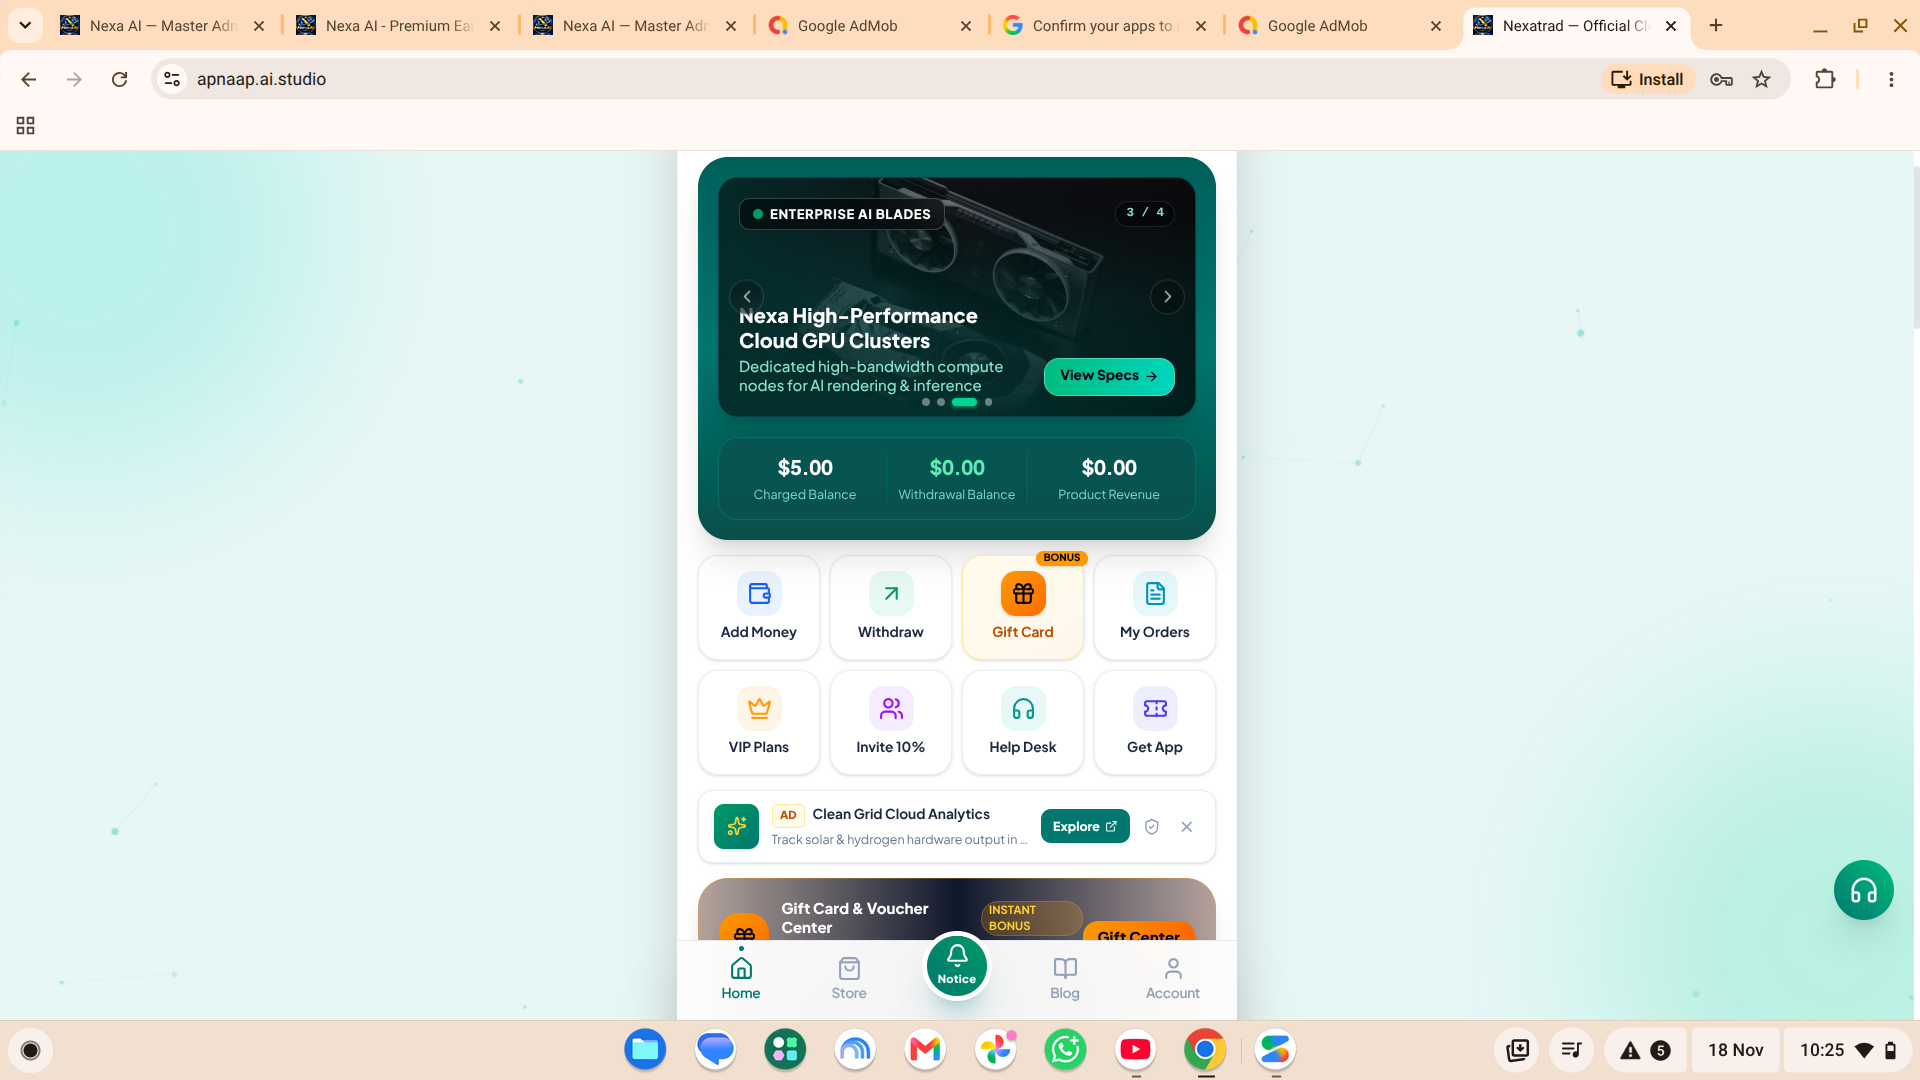 Nexa AI — Master Adm
Nexa AI - Premium Ear
Nexa AI — Master Adm
Google AdMob
Confirm your apps to
Google AdMob
Nexatrad — Official Cl
apnaap.ai.studio
Install
ENTERPRISE AI BLADES
3 / 4
Nexa High-Performance
Cloud GPU Clusters
Dedicated high-bandwidth compute
nodes for AI rendering & inference
View Specs →
$5.00
$0.00
$0.00
Charged Balance
Withdrawal Balance
Product Revenue
BONUS
Add Money
Withdraw
Gift Card
My Orders
VIP Plans
Invite 10%
Help Desk
Get App
AD
Clean Grid Cloud Analytics
Track solar & hydrogen hardware output in ...
Explore
Gift Card & Voucher
Center
INSTANT
BONUS
Gift Center
Home
Store
Notice
Blog
Account
5
18 Nov
10:25